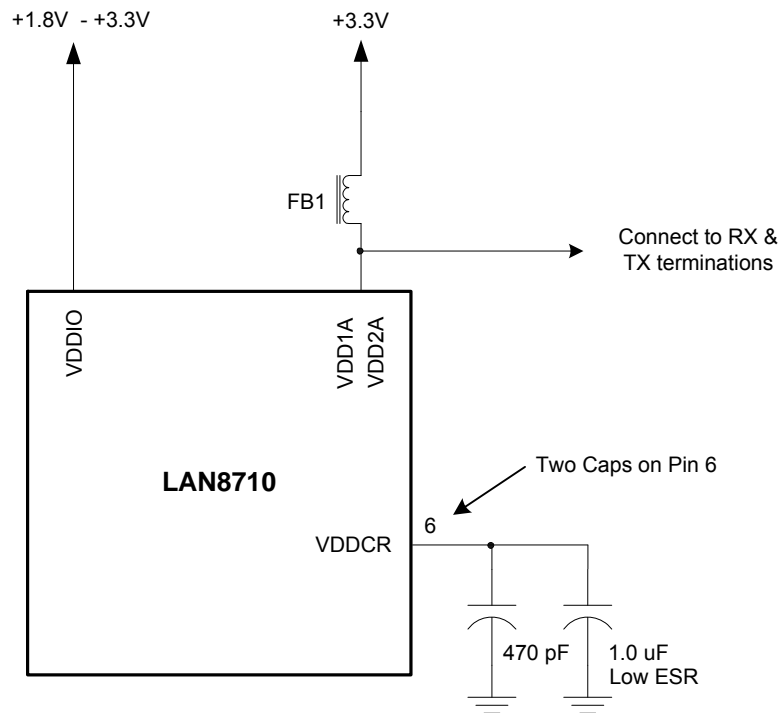 +1.8V - +3.3V
+3.3V
FB1
Connect to RX &
TX terminations
VDDIO
VDD1A
VDD2A
LAN8710
Two Caps on Pin 6
6
VDDCR
470 pF
1.0 uF
Low ESR